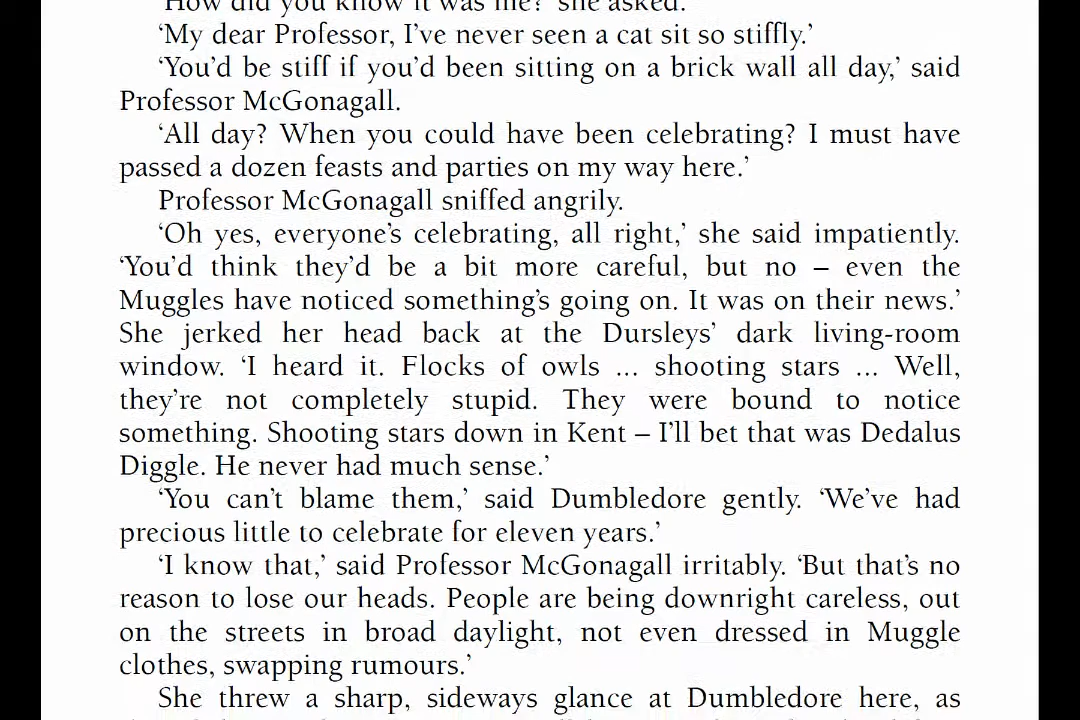 'How did you know it was me?' she asked.
'My dear Professor, I've never seen a cat sit so stiffly.'
'You'd be stiff if you'd been sitting on a brick wall all day,' said
Professor McGonagall.
'All day? When you could have been celebrating? I must have
passed a dozen feasts and parties on my way here.'
Professor McGonagall sniffed angrily.
'Oh yes, everyone's celebrating, all right,' she said impatiently.
'You'd think they'd be a bit more careful, but no – even the
Muggles have noticed something's going on. It was on their news.'
She jerked her head back at the Dursleys' dark living-room
window. 'I heard it. Flocks of owls ... shooting stars ... Well,
they're not completely stupid. They were bound to notice
something. Shooting stars down in Kent – I'll bet that was Dedalus
Diggle. He never had much sense.'
'You can't blame them,' said Dumbledore gently. 'We've had
precious little to celebrate for eleven years.'
'I know that,' said Professor McGonagall irritably. 'But that's no
reason to lose our heads. People are being downright careless, out
on the streets in broad daylight, not even dressed in Muggle
clothes, swapping rumours.'
She threw a sharp, sideways glance at Dumbledore here, as